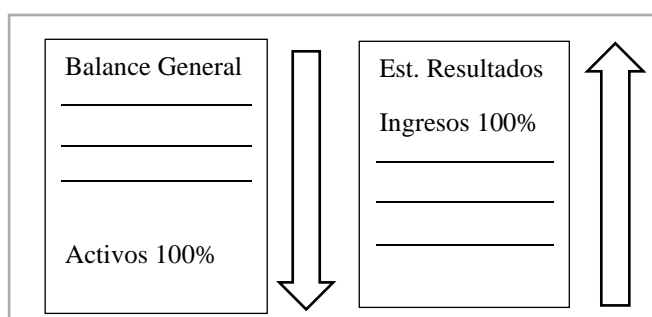 Balance General
Activos 100%
Est. Resultados
Ingresos 100%